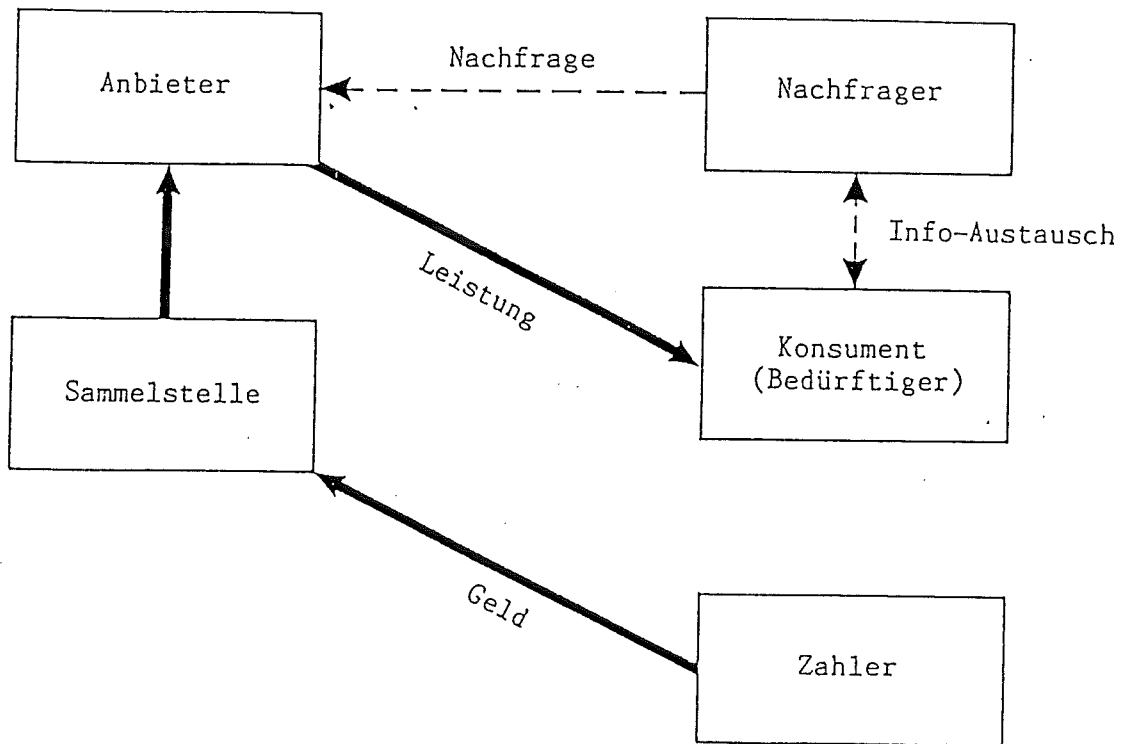 Anbieter
Nachfrage
Nachfrager
Info-Austausch
Leistung
Konsument
(Bedürftiger)
Sammelstelle
Geld
Zahler